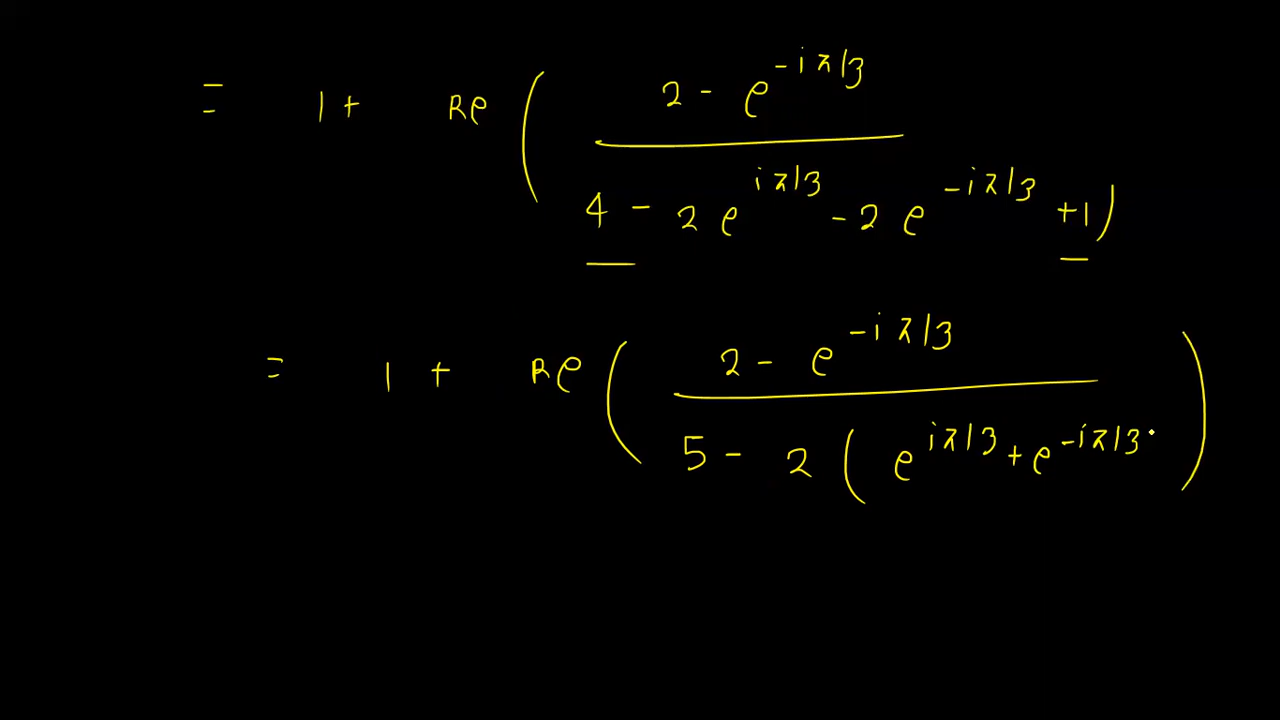 = 1 + Re ( 2 - e^{-iπ/3} / 4 - 2e^{iπ/3} - 2e^{-iπ/3} + 1 )
= 1 + Re ( 2 - e^{-iπ/3} / 5 - 2 ( e^{iπ/3} + e^{-iπ/3} )